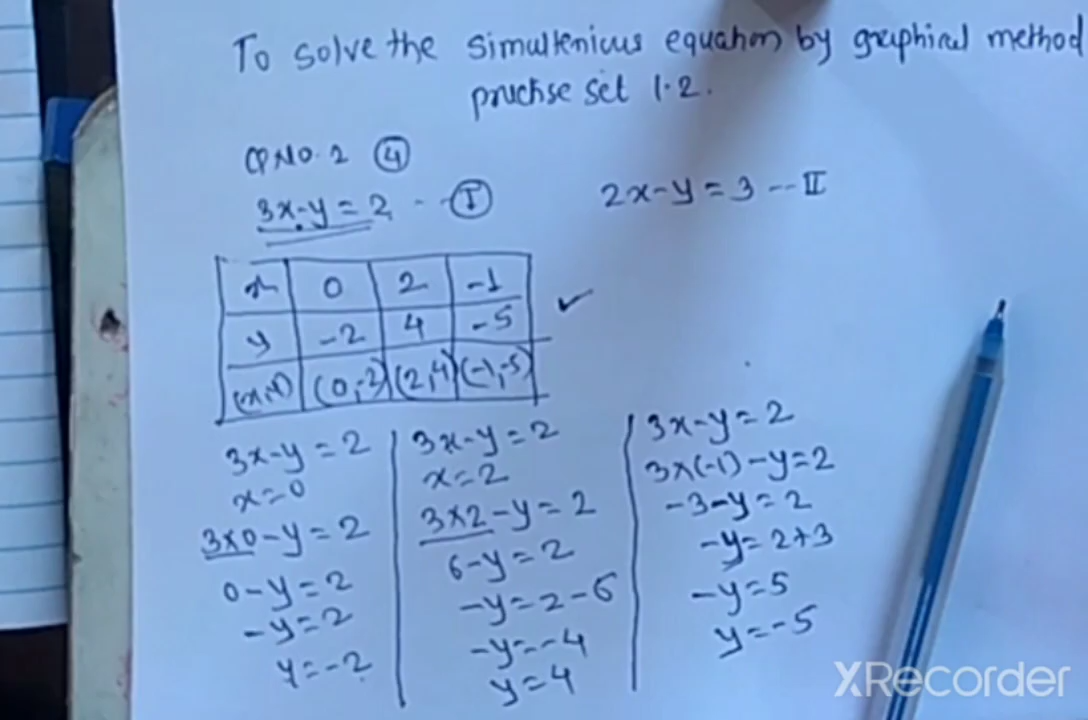 To solve the simultenious equation by graphical method
practise set 1.2.
Q NO. 2 (4)
3x-y = 2 -- (I)
2x-y = 3 -- II
x 0 2 -1
y -2 4 -5
(x,y) (0,-2) (2,4) (-1,-5)
3x-y = 2
x=0
3x0-y = 2
0-y = 2
-y=2
y=-2
3x-y = 2
x=2
3x2-y = 2
6-y = 2
-y=2-6
-y=-4
y=4
3x-y = 2
3x(-1)-y=2
-3-y = 2
-y=2+3
-y=5
y=-5
XRecorder